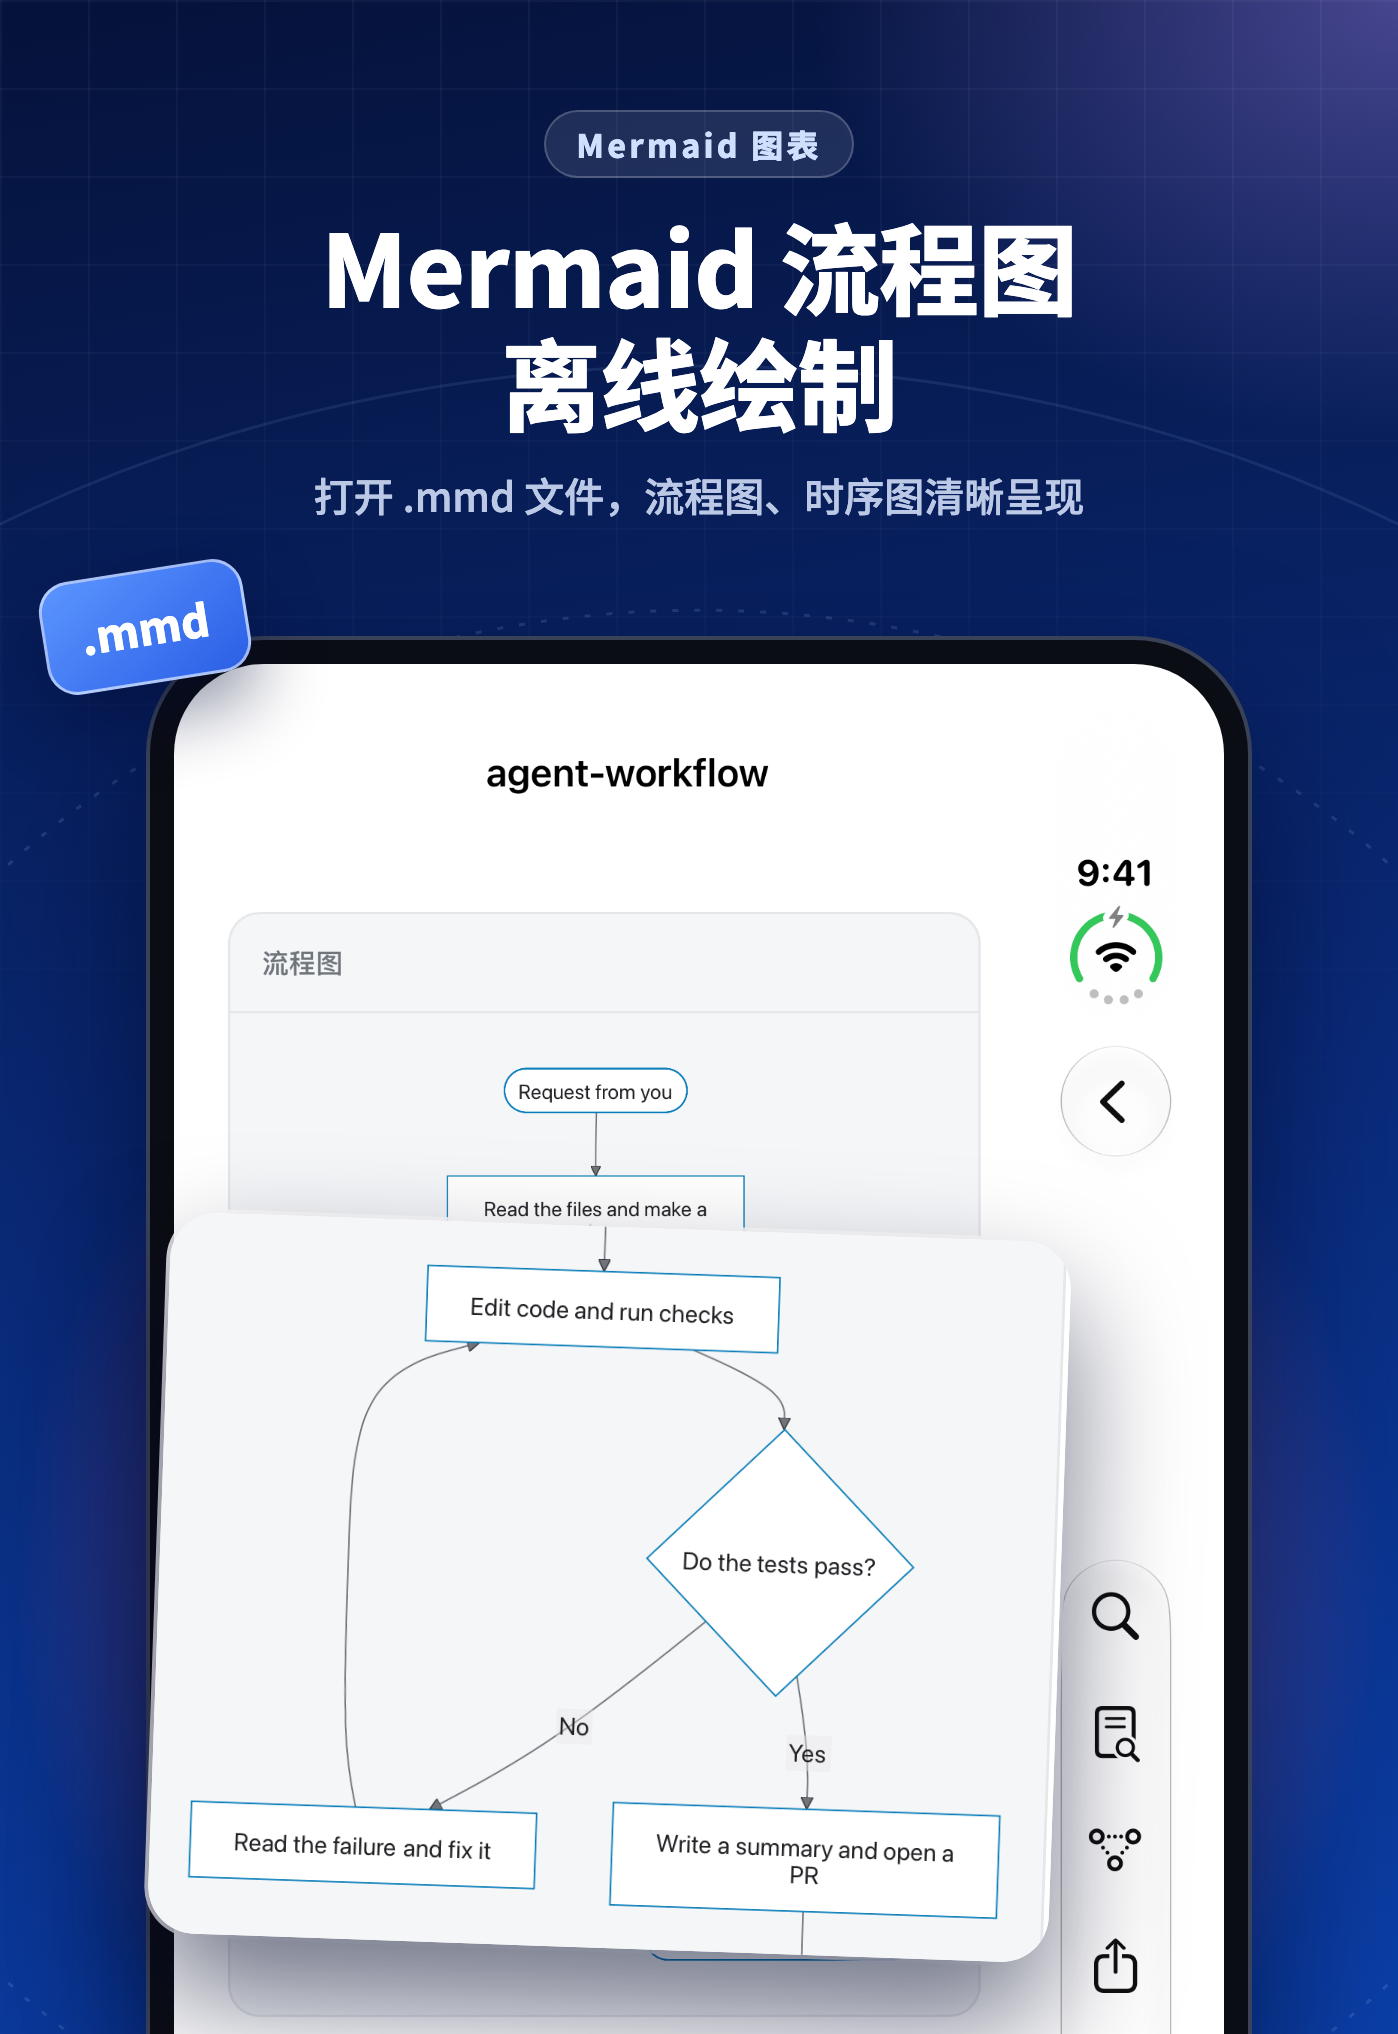 Mermaid 图表
Mermaid 流程图
离线绘制
打开 .mmd 文件，流程图、时序图清晰呈现
.mmd
agent-workflow
9:41
流程图
Request from you
Read the files and make a
Edit code and run checks
Do the tests pass?
No
Yes
Read the failure and fix it
Write a summary and open a
PR